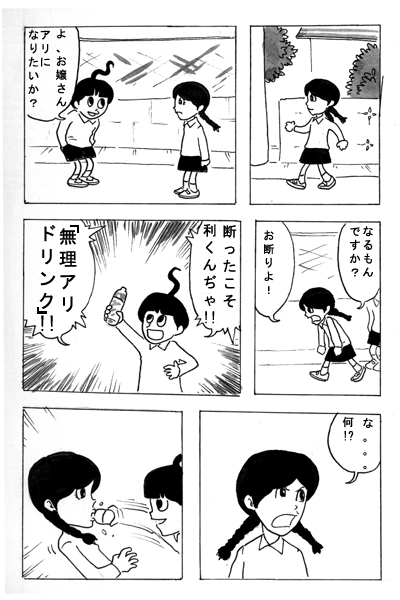 よ、お嬢さん
アリに
なりたいか?
なるもん
ですか?
お断りよ!
断ったこそ
利くんぢゃ!!
『無理アリ
ドリンク』!!
な。。。
何!?